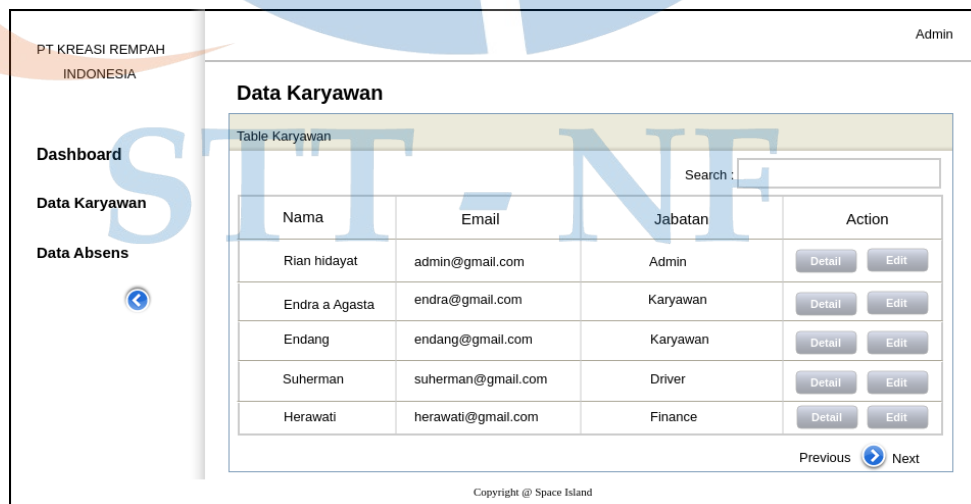 PT KREASI REMPAH
INDONESIA
Admin
Data Karyawan
Dashboard
Data Karyawan
Data Absens
Table Karyawan
Search :
Nama Email Jabatan Action
Rian hidayat admin@gmail.com Admin Detail Edit
Endra a Agasta endra@gmail.com Karyawan Detail Edit
Endang endang@gmail.com Karyawan Detail Edit
Suherman suherman@gmail.com Driver Detail Edit
Herawati herawati@gmail.com Finance Detail Edit
Previous Next
Copyright @ Space Island
STT - NF